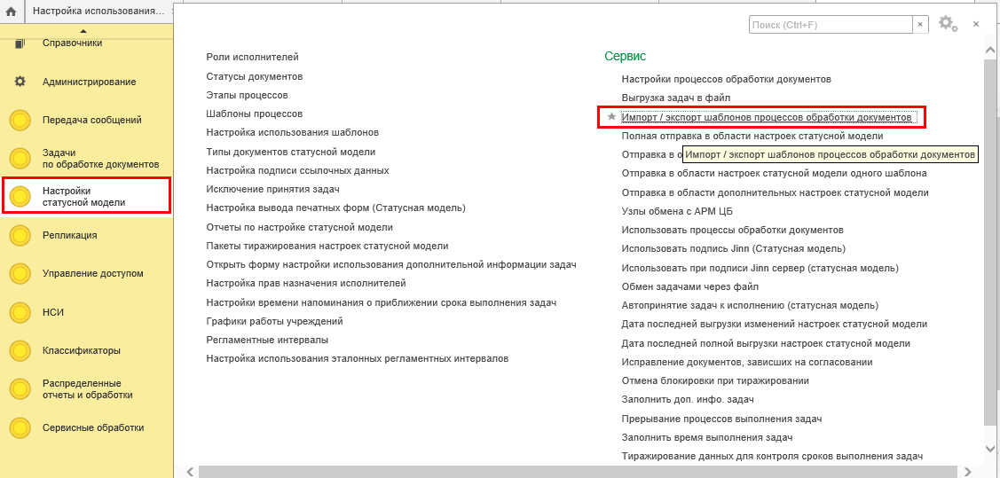 Настройка использования...
Поиск (Ctrl+F)
Справочники
Администрирование
Передача сообщений
Задачи
по обработке документов
Настройки
статусной модели
Репликация
Управление доступом
НСИ
Классификаторы
Распределенные
отчеты и обработки
Сервисные обработки
Роли исполнителей
Статусы документов
Этапы процессов
Шаблоны процессов
Настройка использования шаблонов
Типы документов статусной модели
Настройка подписи ссылочных данных
Исключение принятия задач
Настройка вывода печатных форм (Статусная модель)
Отчеты по настройке статусной модели
Пакеты тиражирования настроек статусной модели
Открыть форму настройки использования дополнительной информации задач
Настройка прав назначения исполнителей
Настройки времени напоминания о приближении срока выполнения задач
Графики работы учреждений
Регламентные интервалы
Настройка использования эталонных регламентных интервалов
Сервис
Настройки процессов обработки документов
Выгрузка задач в файл
Импорт / экспорт шаблонов процессов обработки документов
Полная отправка в области настроек статусной модели
Отправка в о
Импорт / экспорт шаблонов процессов обработки документов
Отправка в области настроек статусной модели одного шаблона
Отправка в области дополнительных настроек статусной модели
Узлы обмена с АРМ ЦБ
Использовать процессы обработки документов
Использовать подпись Jinn (Статусная модель)
Использовать при подписи Jinn сервер (статусная модель)
Обмен задачами через файл
Автопринятие задач к исполнению (статусная модель)
Дата последней выгрузки изменений настроек статусной модели
Дата последней полной выгрузки настроек статусной модели
Исправление документов, зависших на согласовании
Отмена блокировки при тиражировании
Заполнить доп. инфо. задач
Прерывание процессов выполнения задач
Заполнить время выполнения задач
Тиражирование данных для контроля сроков выполнения задач